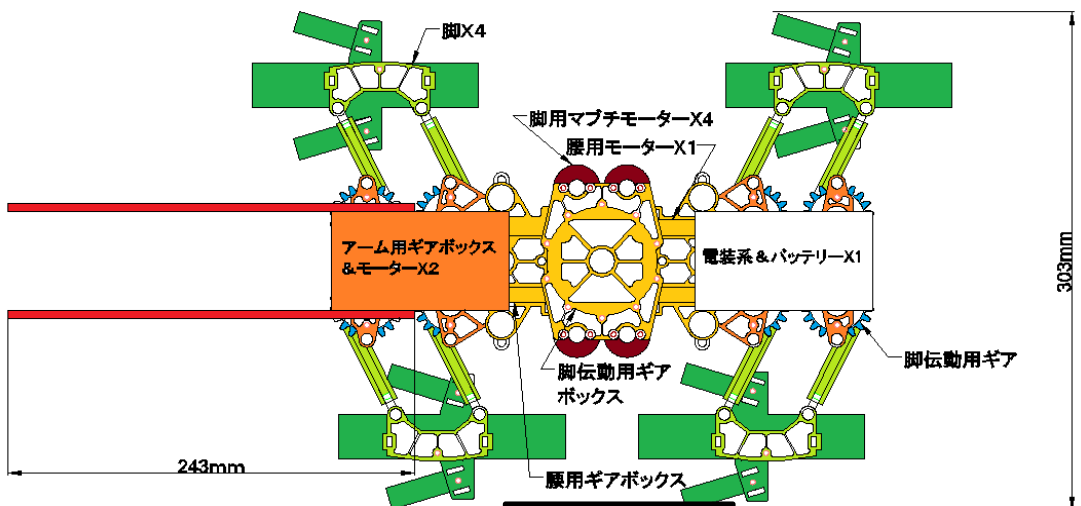 脚X4
脚用マブチモーターX4
腰用モーターX1
アーム用ギアボックス
&モーターX2
電装系&バッテリーX1
303mm
脚伝動用ギア
脚伝動用ギア
ボックス
243mm
腰用ギアボックス